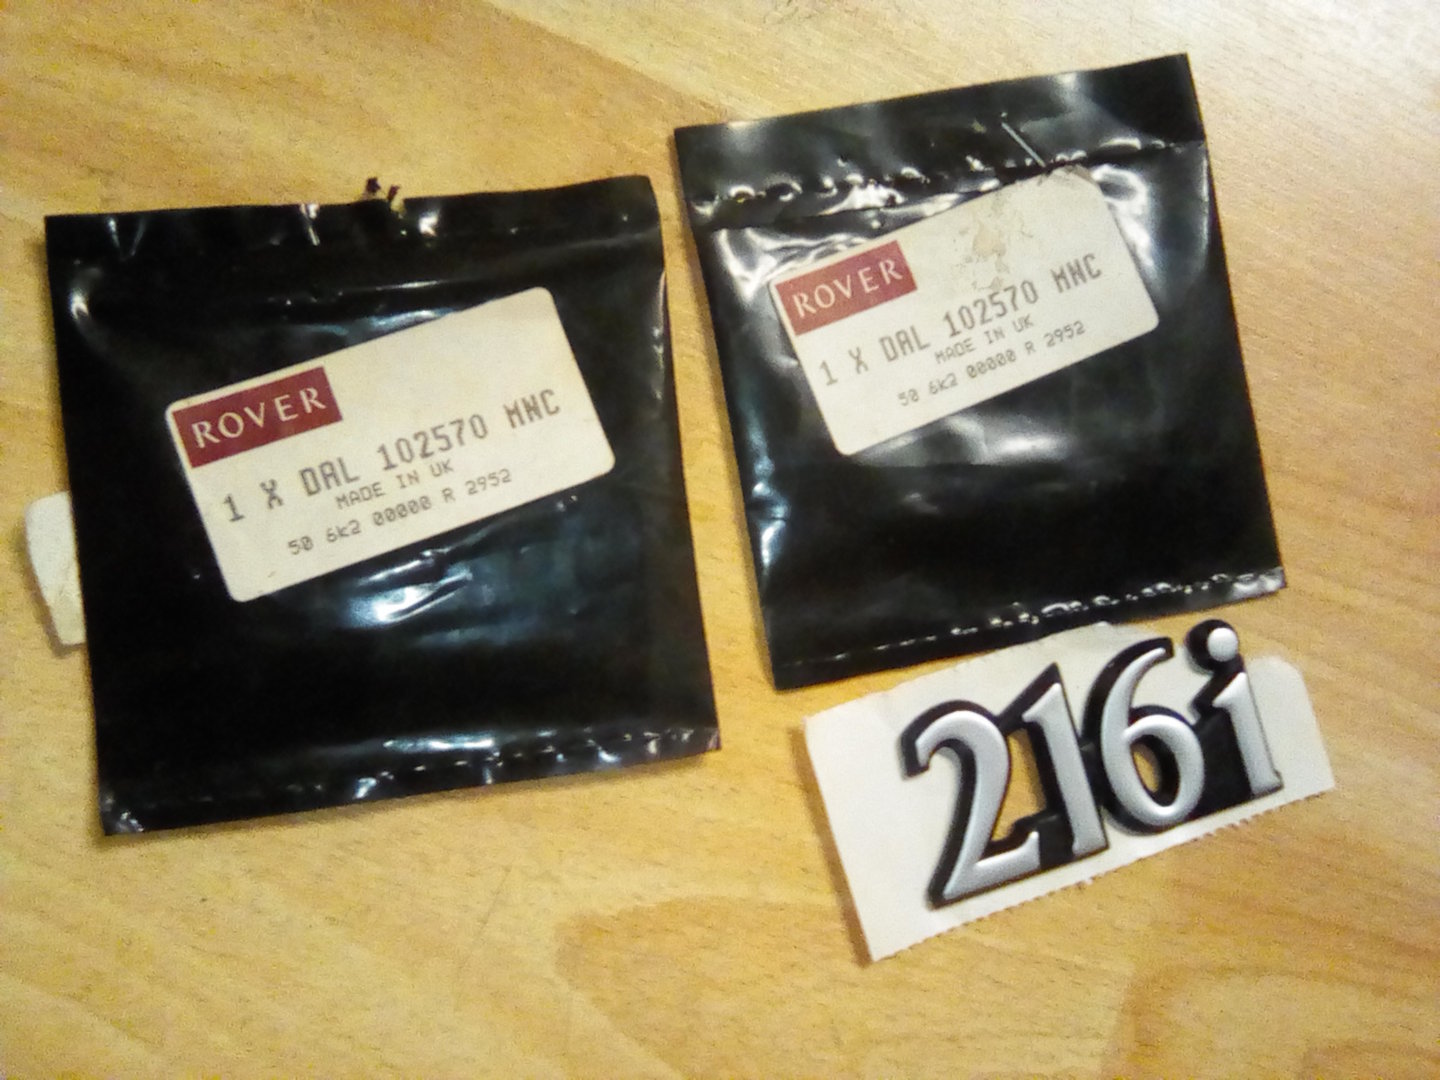 ROVER
1 X DAL 102570 MNC
MADE IN UK
50 6k2 00000 R 2952
ROVER
1 X DAL 102570 MNC
MADE IN UK
50 6k2 00000 R 2952
216i